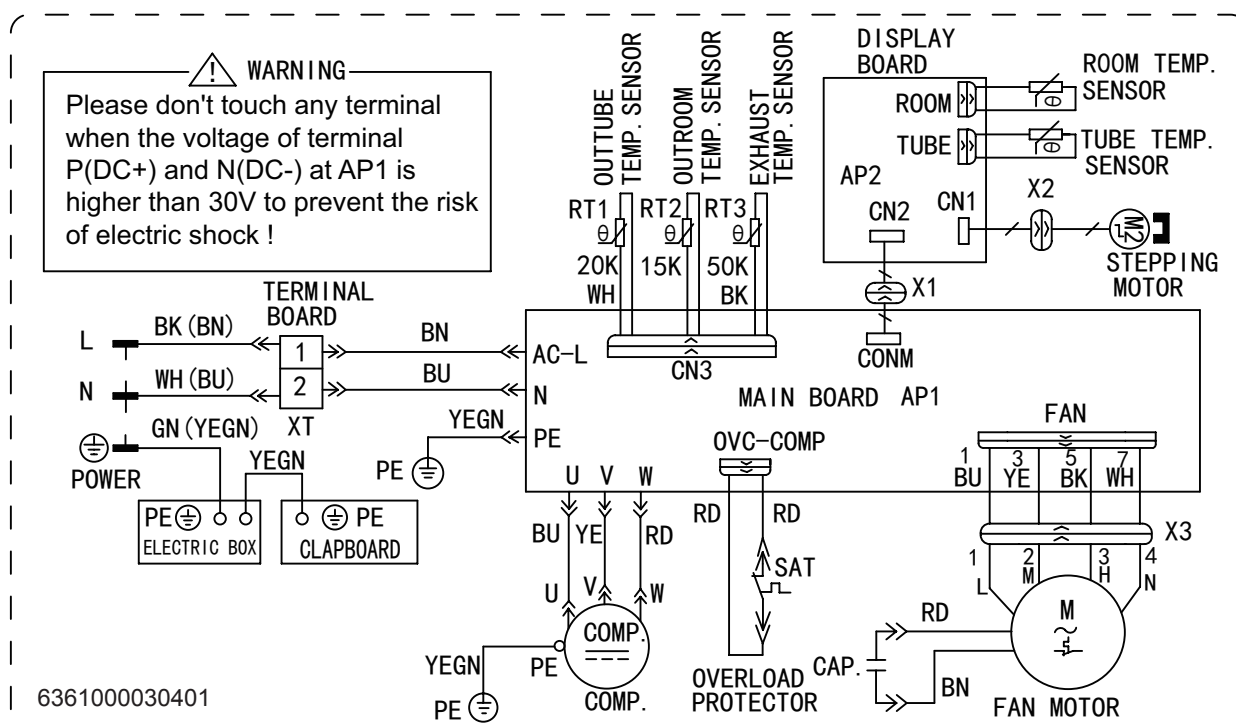 WARNING
Please don't touch any terminal
when the voltage of terminal
P(DC+) and N(DC-) at AP1 is
higher than 30V to prevent the risk
of electric shock !
OUTTUBE
TEMP. SENSOR
OUTROOM
TEMP. SENSOR
EXHAUST
TEMP. SENSOR
RT1
RT2
RT3
θ
θ
θ
20K
15K
50K
WH
BK
CN3
DISPLAY
BOARD
ROOM
TUBE
AP2
CN2
CN1
ROOM TEMP.
SENSOR
θ
TUBE TEMP.
SENSOR
θ
X2
M2
STEPPING
MOTOR
X1
CONM
TERMINAL
BOARD
L
BK(BN)
1
BN
AC-L
N
WH(BU)
2
BU
N
XT
GN(YEGN)
POWER
YEGN
YEGN
PE
PE
PE
ELECTRIC BOX
PE
CLAPBOARD
MAIN BOARD AP1
U V W
BU
YE
RD
U
V
W
COMP.
PE
YEGN
PE
COMP.
OVC-COMP
RD
RD
SAT
OVERLOAD
PROTECTOR
FAN
1
3
5
7
BU
YE
BK
WH
X3
1
2
3
4
L
M
H
N
M
RD
CAP.
BN
FAN MOTOR
6361000030401